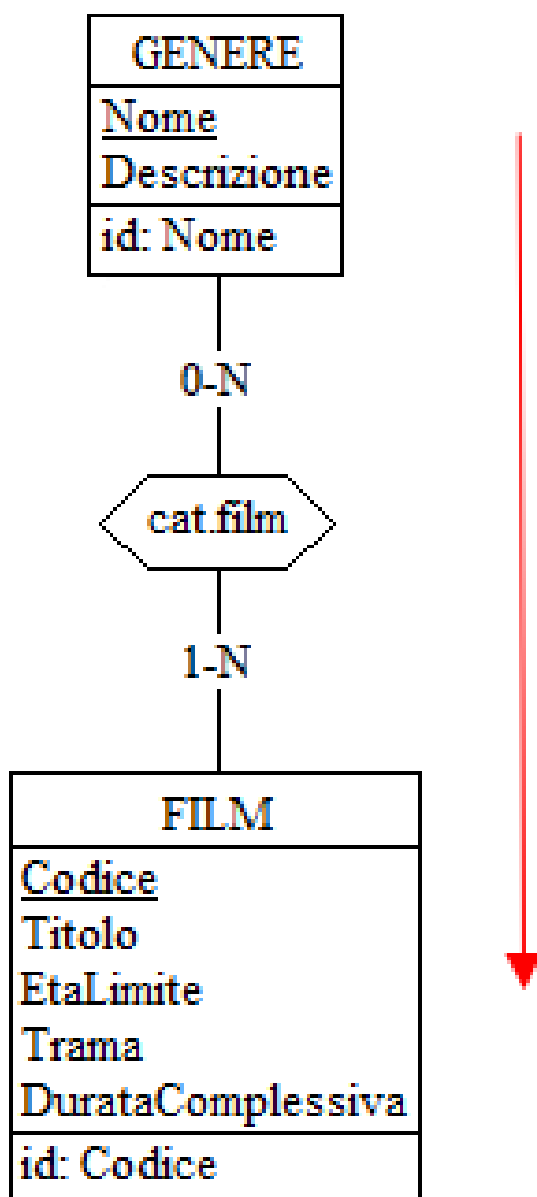 GENERE
Nome
Descrizione
id: Nome
0-N
cat.film
1-N
FILM
Codice
Titolo
EtaLimite
Trama
DurataComplessiva
id: Codice